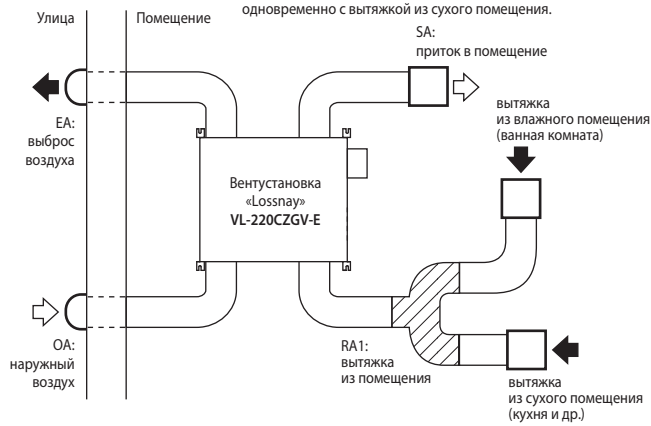 одновременно с вытяжкой из сухого помещения.
Улица
Помещение
SA:
приток в помещение
EA:
выброс
воздуха
вытяжка
из влажного помещения
(ванная комната)
Вентустановка
«Lossnay»
VL-220CZGV-E
OA:
наружный
воздух
RA1:
вытяжка
из помещения
вытяжка
из сухого помещения
(кухня и др.)